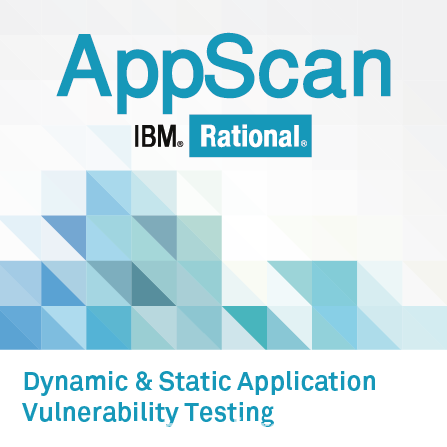 AppScan
IBM® Rational®
Dynamic & Static Application
Vulnerability Testing